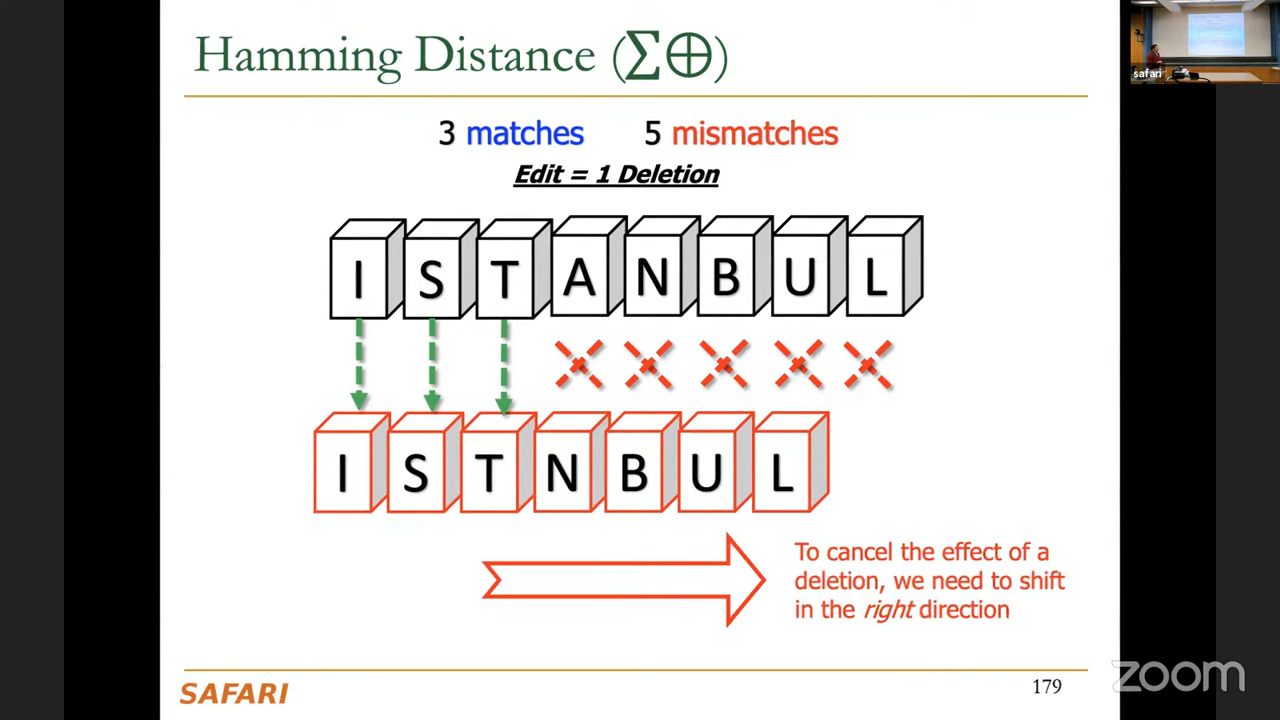 Hamming Distance (∑⊕)
3 matches 5 mismatches
Edit = 1 Deletion
I S T A N B U L
I S T N B U L
To cancel the effect of a
deletion, we need to shift
in the right direction
SAFARI
179
safari
zoom